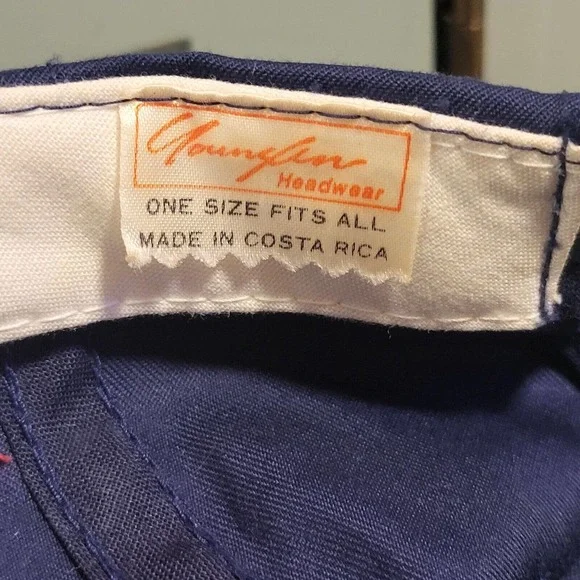 Youngan
Headwear
ONE SIZE FITS ALL
MADE IN COSTA RICA